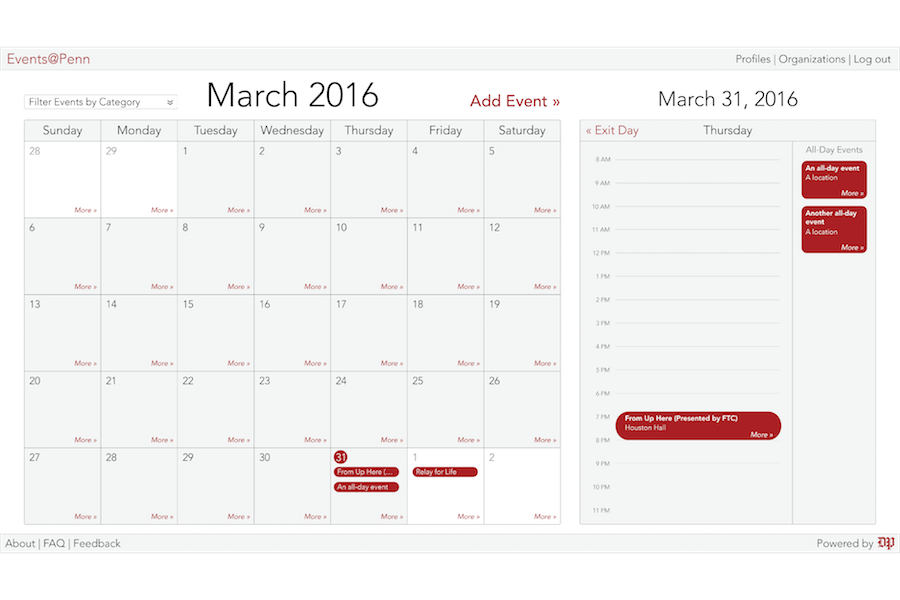 Events@Penn
Profiles | Organizations | Log out
Filter Events by Category
March 2016
Add Event »
Sunday Monday Tuesday Wednesday Thursday Friday Saturday
28 29 1 2 3 4 5
More » More » More » More » More » More » More »
6 7 8 9 10 11 12
More » More » More » More » More » More » More »
13 14 15 16 17 18 19
More » More » More » More » More » More » More »
20 21 22 23 24 25 26
More » More » More » More » More » More » More »
27 28 29 30 31 1 2
From Up Here (... Relay for Life
An all-day event
More » More » More » More » More » More » More »
March 31, 2016
« Exit Day Thursday
All-Day Events
8 AM
9 AM
10 AM
11 AM
12 PM
1 PM
2 PM
3 PM
4 PM
5 PM
6 PM
7 PM
8 PM
9 PM
10 PM
11 PM
From Up Here (Presented by FTC)
Houston Hall
More »
An all-day event
A location
More »
Another all-day
event
A location
More »
About | FAQ | Feedback
Powered by DP